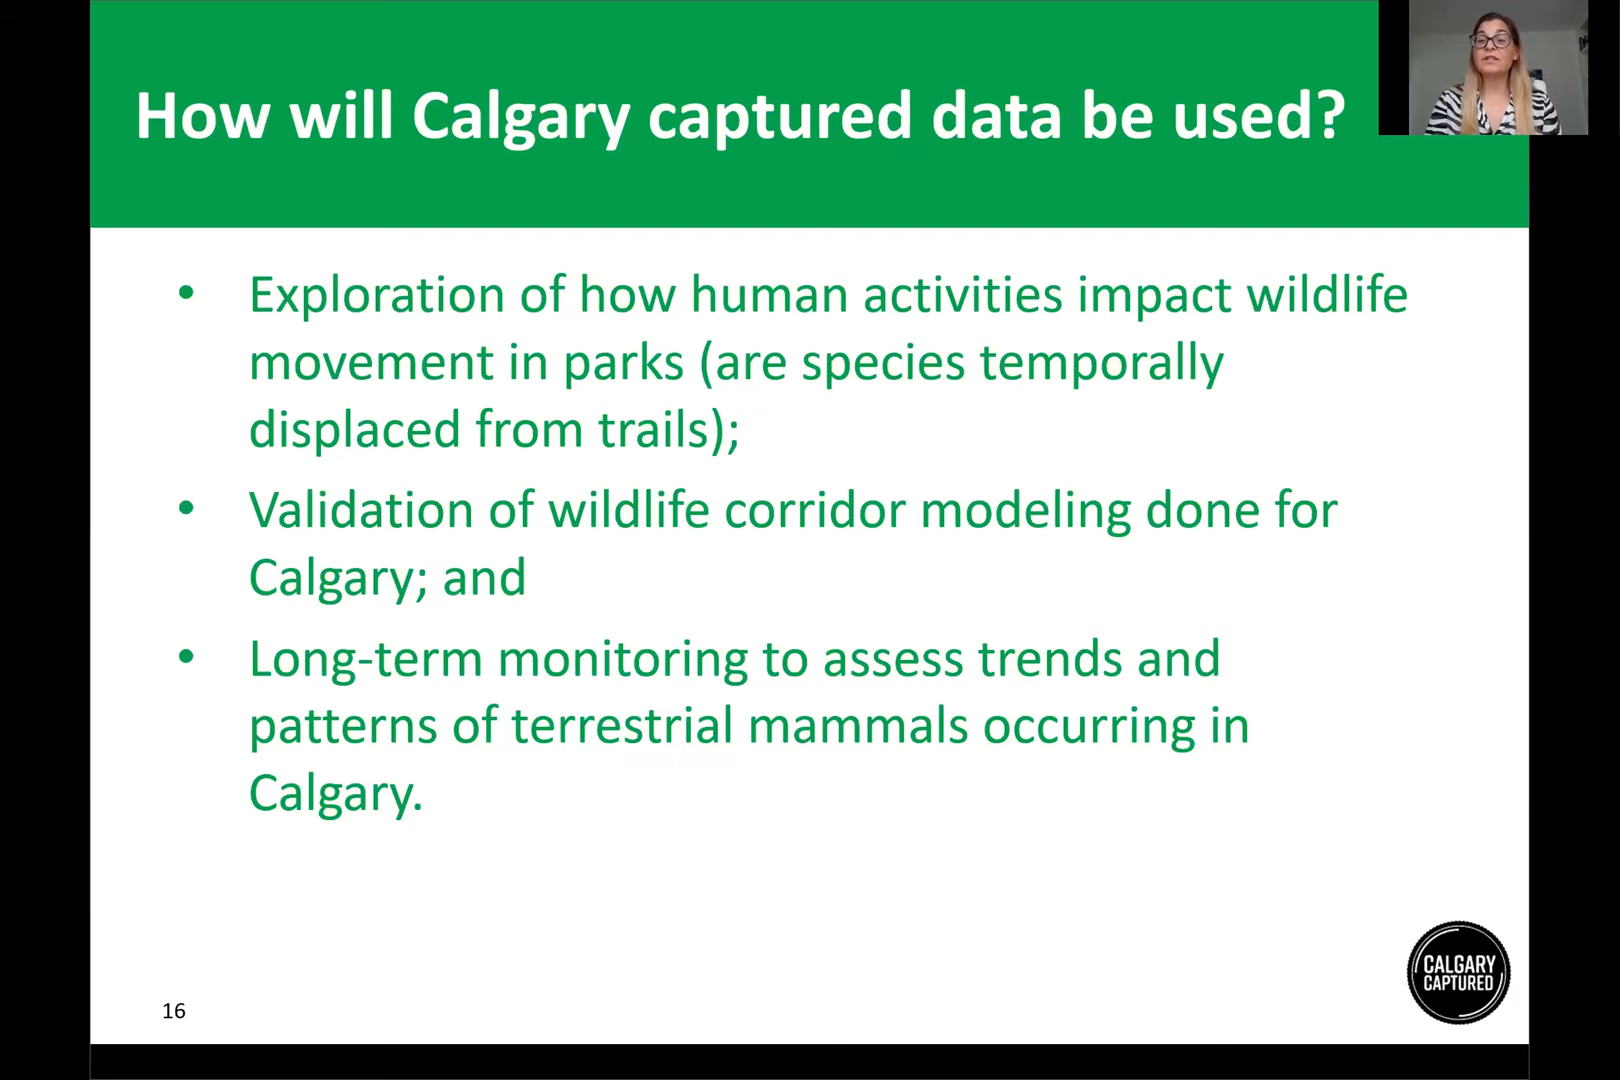 How will Calgary captured data be used?
• Exploration of how human activities impact wildlife
movement in parks (are species temporally
displaced from trails);
• Validation of wildlife corridor modeling done for
Calgary; and
• Long-term monitoring to assess trends and
patterns of terrestrial mammals occurring in
Calgary.
CALGARY
CAPTURED
16